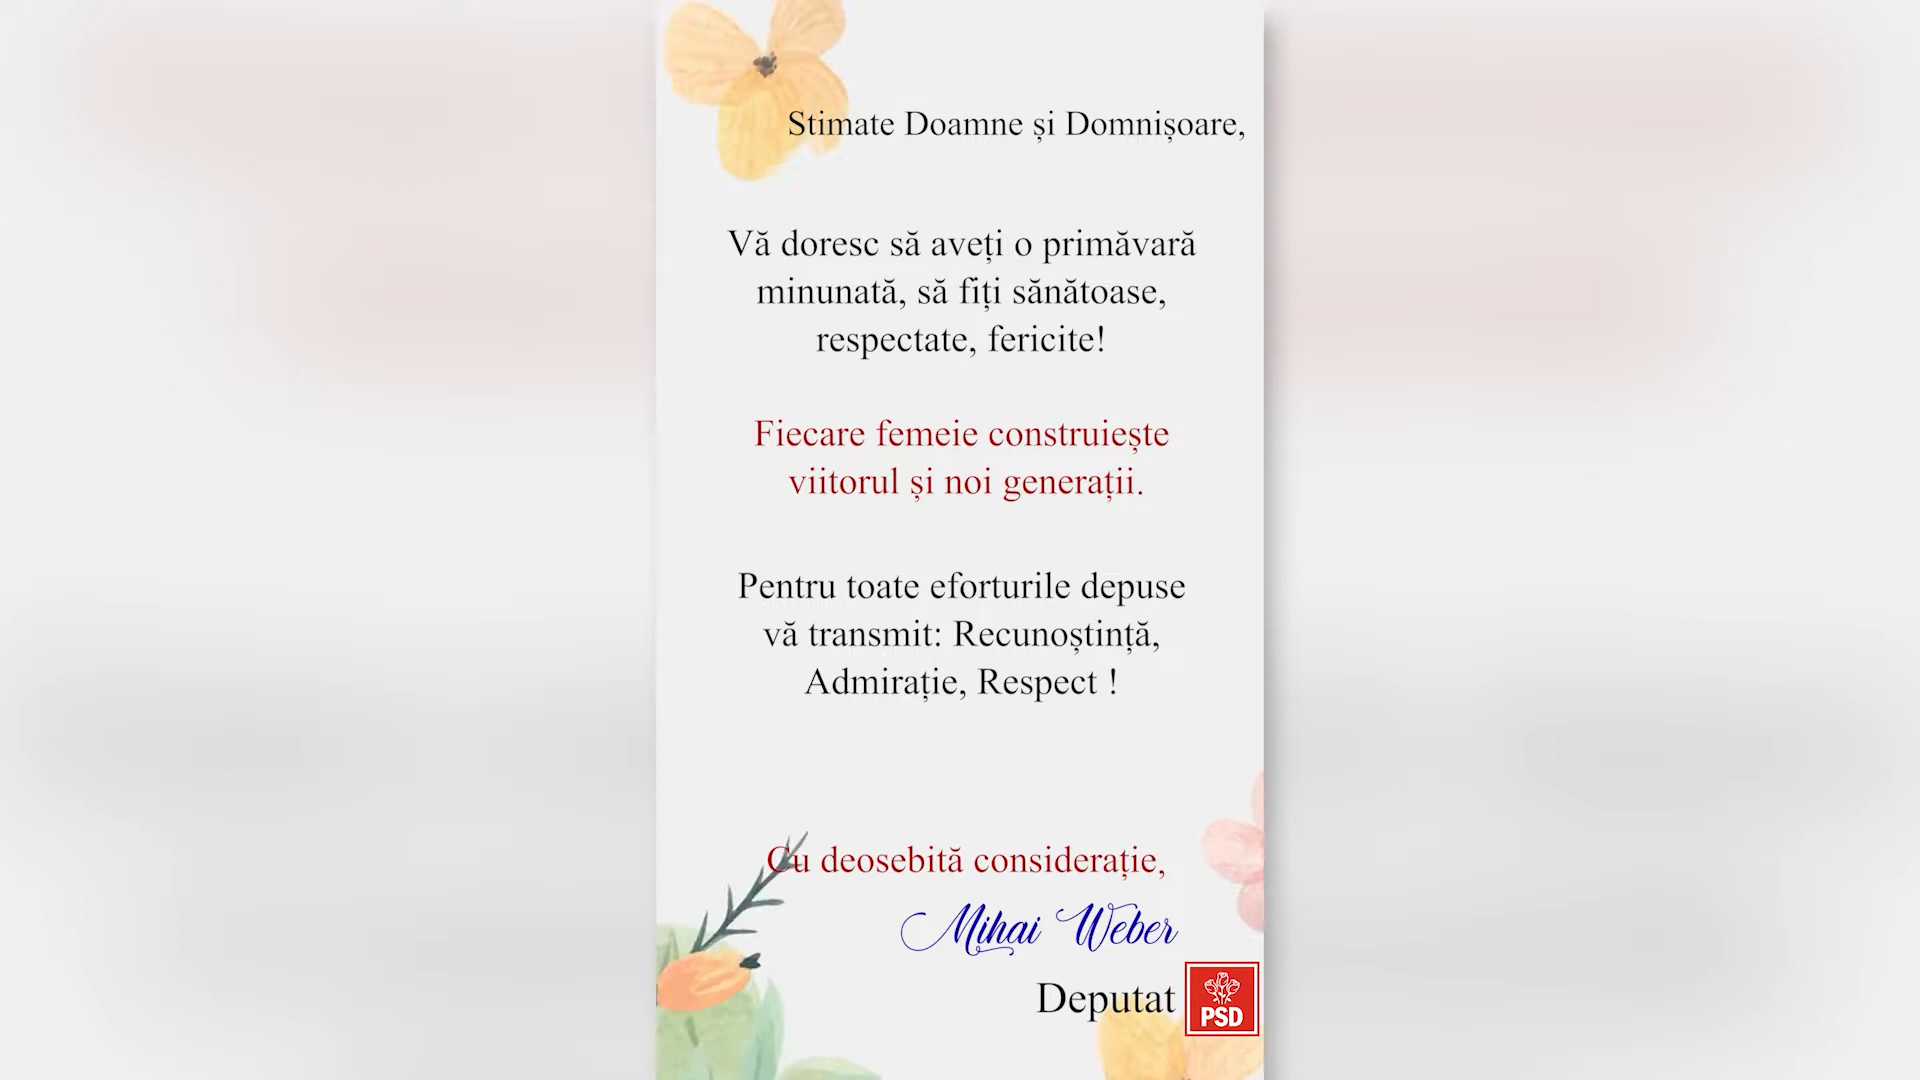 Stimate Doamne și Domnișoare,
Vă doresc să aveți o primăvară
minunată, să fiți sănătoase,
respectate, fericite!
Fiecare femeie construiește
viitorul și noi generații.
Pentru toate eforturile depuse
vă transmit: Recunoștință,
Admirație, Respect !
Cu deosebită considerație,
Mihai Weber
Deputat
PSD